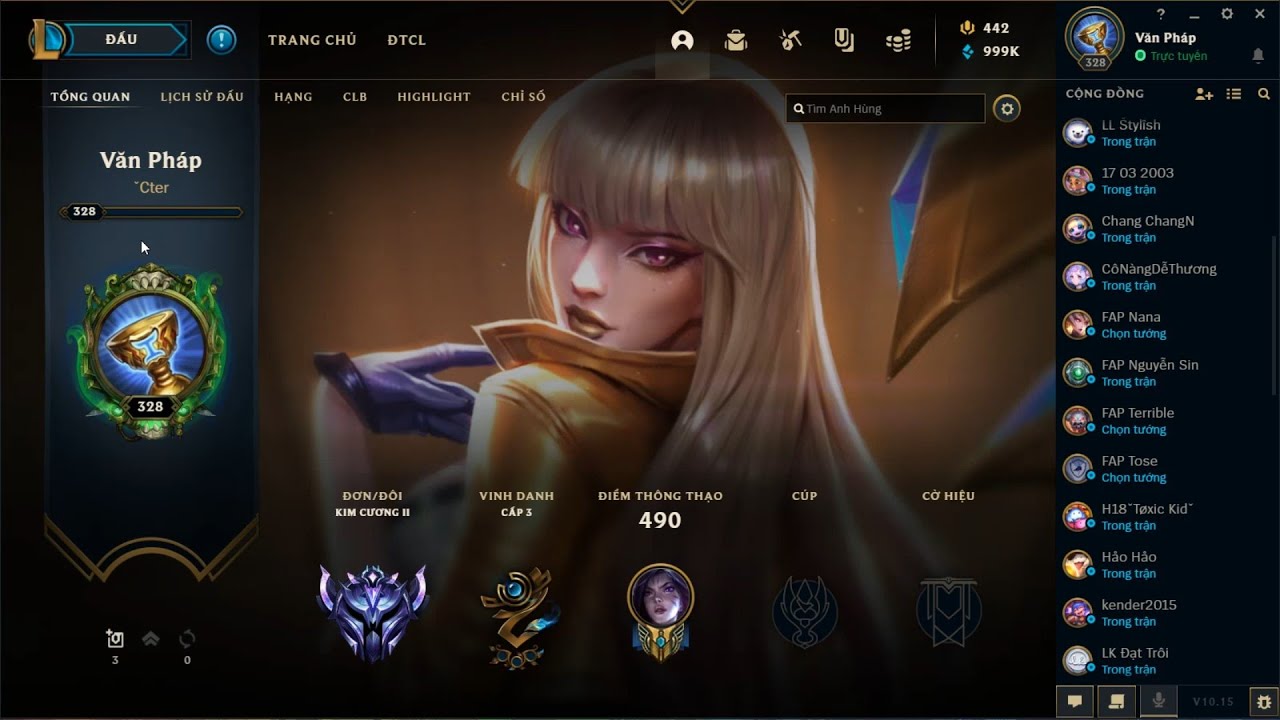 ĐẤU
TRANG CHỦ
ĐTCL
442
999K
Văn Pháp
Trực tuyến
328
TỔNG QUAN
LỊCH SỬ ĐẤU
HẠNG
CLB
HIGHLIGHT
CHỈ SỐ
Tìm Anh Hùng
Văn Pháp
ˇCter
328
328
ĐƠN/ĐÔI
KIM CƯƠNG II
VINH DANH
CẤP 3
ĐIỂM THÔNG THẠO
490
CÚP
CỜ HIỆU
3
0
CỘNG ĐỒNG
LL Stylish
Trong trận
17 03 2003
Trong trận
Chang ChangN
Trong trận
CôNàngDễThương
Trong trận
FAP Nana
Chọn tướng
FAP Nguyễn Sin
Trong trận
FAP Terrible
Chọn tướng
FAP Tose
Chọn tướng
H18ˇTøxic Kidˇ
Trong trận
Hảo Hảo
Trong trận
kender2015
Trong trận
LK Đạt Trôi
Trong trận
V10.15